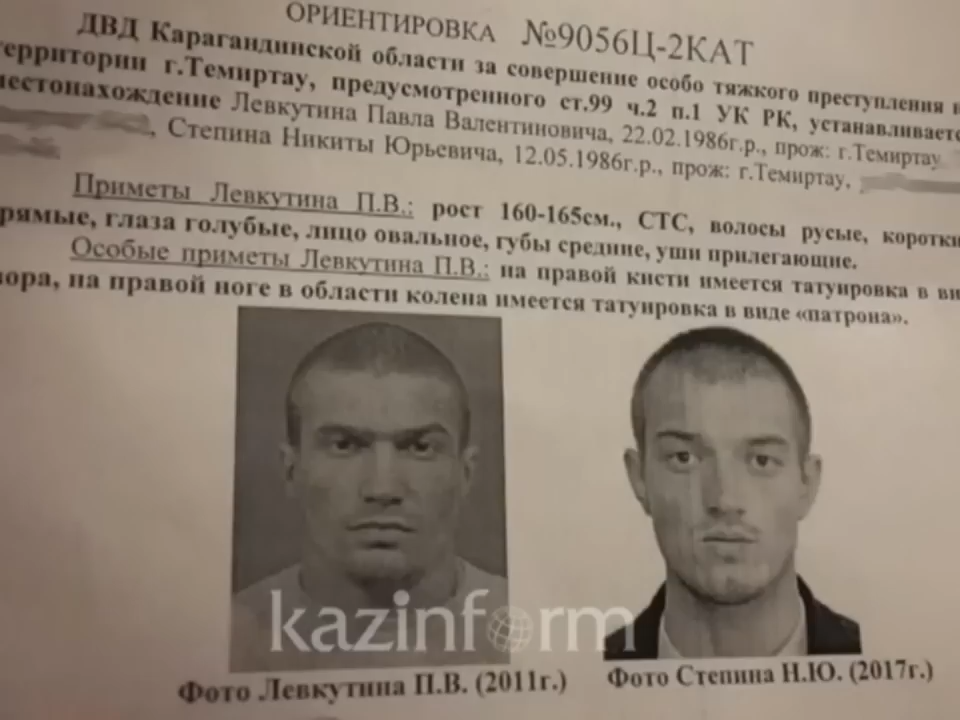 ОРИЕНТИРОВКА №9056Ц-2КАТ
ДВД Карагандинской области за совершение особо тяжкого преступления н
территории г.Темиртау, предусмотренного ст.99 ч.2 п.1 УК РК, устанавливает
местонахождение Левкутина Павла Валентиновича, 22.02.1986г.р., прож: г.Темиртау
, Степина Никиты Юрьевича, 12.05.1986г.р., прож: г.Темиртау,
Приметы Левкутина П.В.: рост 160-165см., СТС, волосы русые, коротки
рямые, глаза голубые, лицо овальное, губы средние, уши прилегающие.
Особые приметы Левкутина П.В.: на правой кисти имеется татуировка в ви
ора, на правой ноге в области колена имеется татуировка в виде «патрона».
kazinform
Фото Левкутина П.В. (2011г.)
Фото Степина Н.Ю. (2017г.)